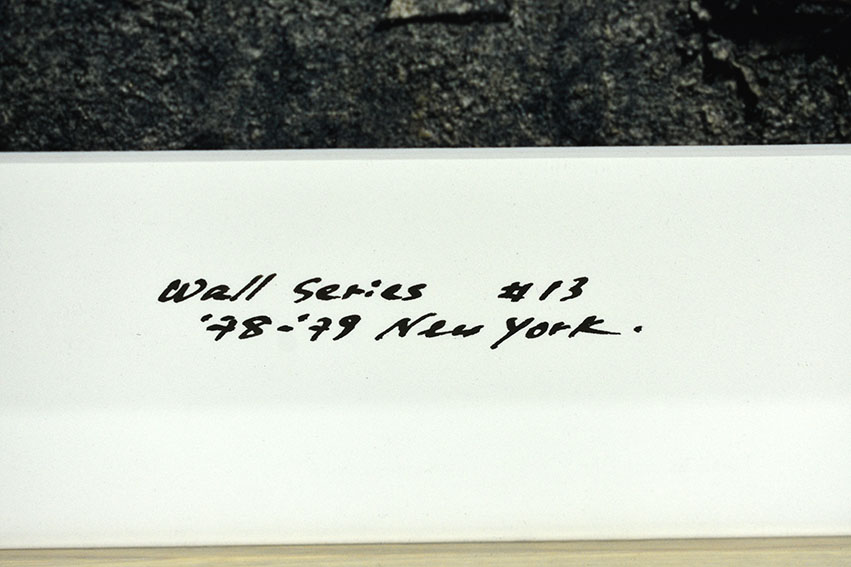 Wall Series #13
'78-'79 New York.